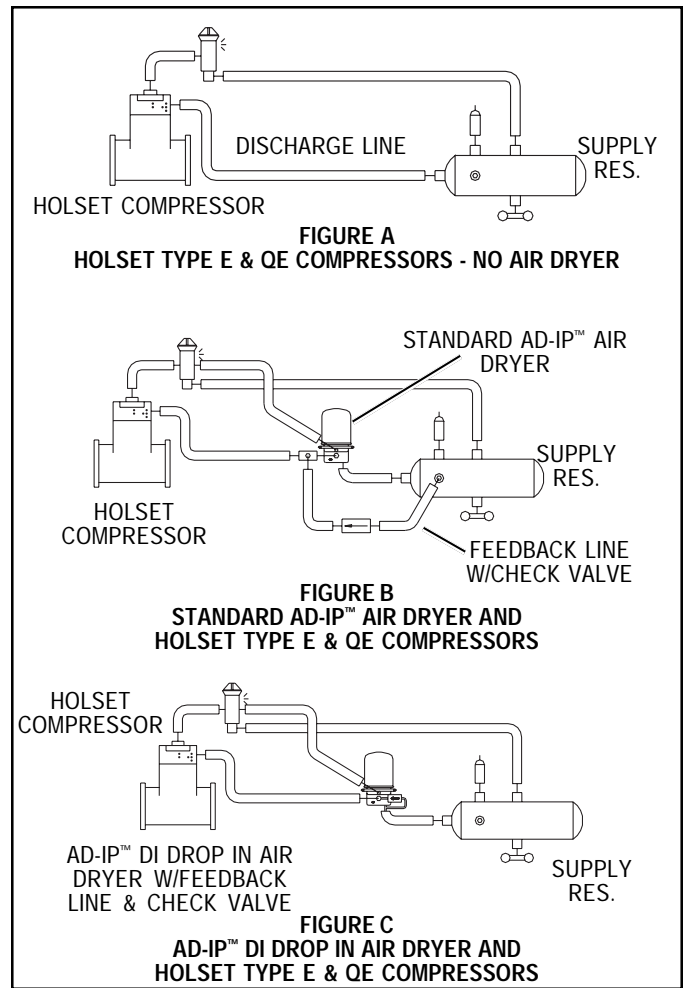 DISCHARGE LINE
SUPPLY
RES.
HOLSET COMPRESSOR
FIGURE A
HOLSET TYPE E & QE COMPRESSORS - NO AIR DRYER
STANDARD AD-IP™ AIR
DRYER
SUPPLY
RES.
HOLSET
COMPRESSOR
FEEDBACK LINE
W/CHECK VALVE
FIGURE B
STANDARD AD-IP™ AIR DRYER AND
HOLSET TYPE E & QE COMPRESSORS
HOLSET
COMPRESSOR
AD-IP™ DI DROP IN AIR
DRYER W/FEEDBACK
LINE & CHECK VALVE
SUPPLY
RES.
FIGURE C
AD-IP™ DI DROP IN AIR DRYER AND
HOLSET TYPE E & QE COMPRESSORS